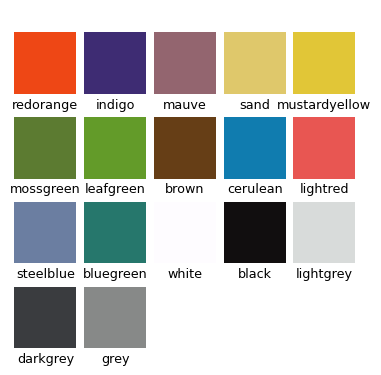 redorange indigo mauve sand mustardyellow
mossgreen leafgreen brown cerulean lightred
steelblue bluegreen white black lightgrey
darkgrey grey